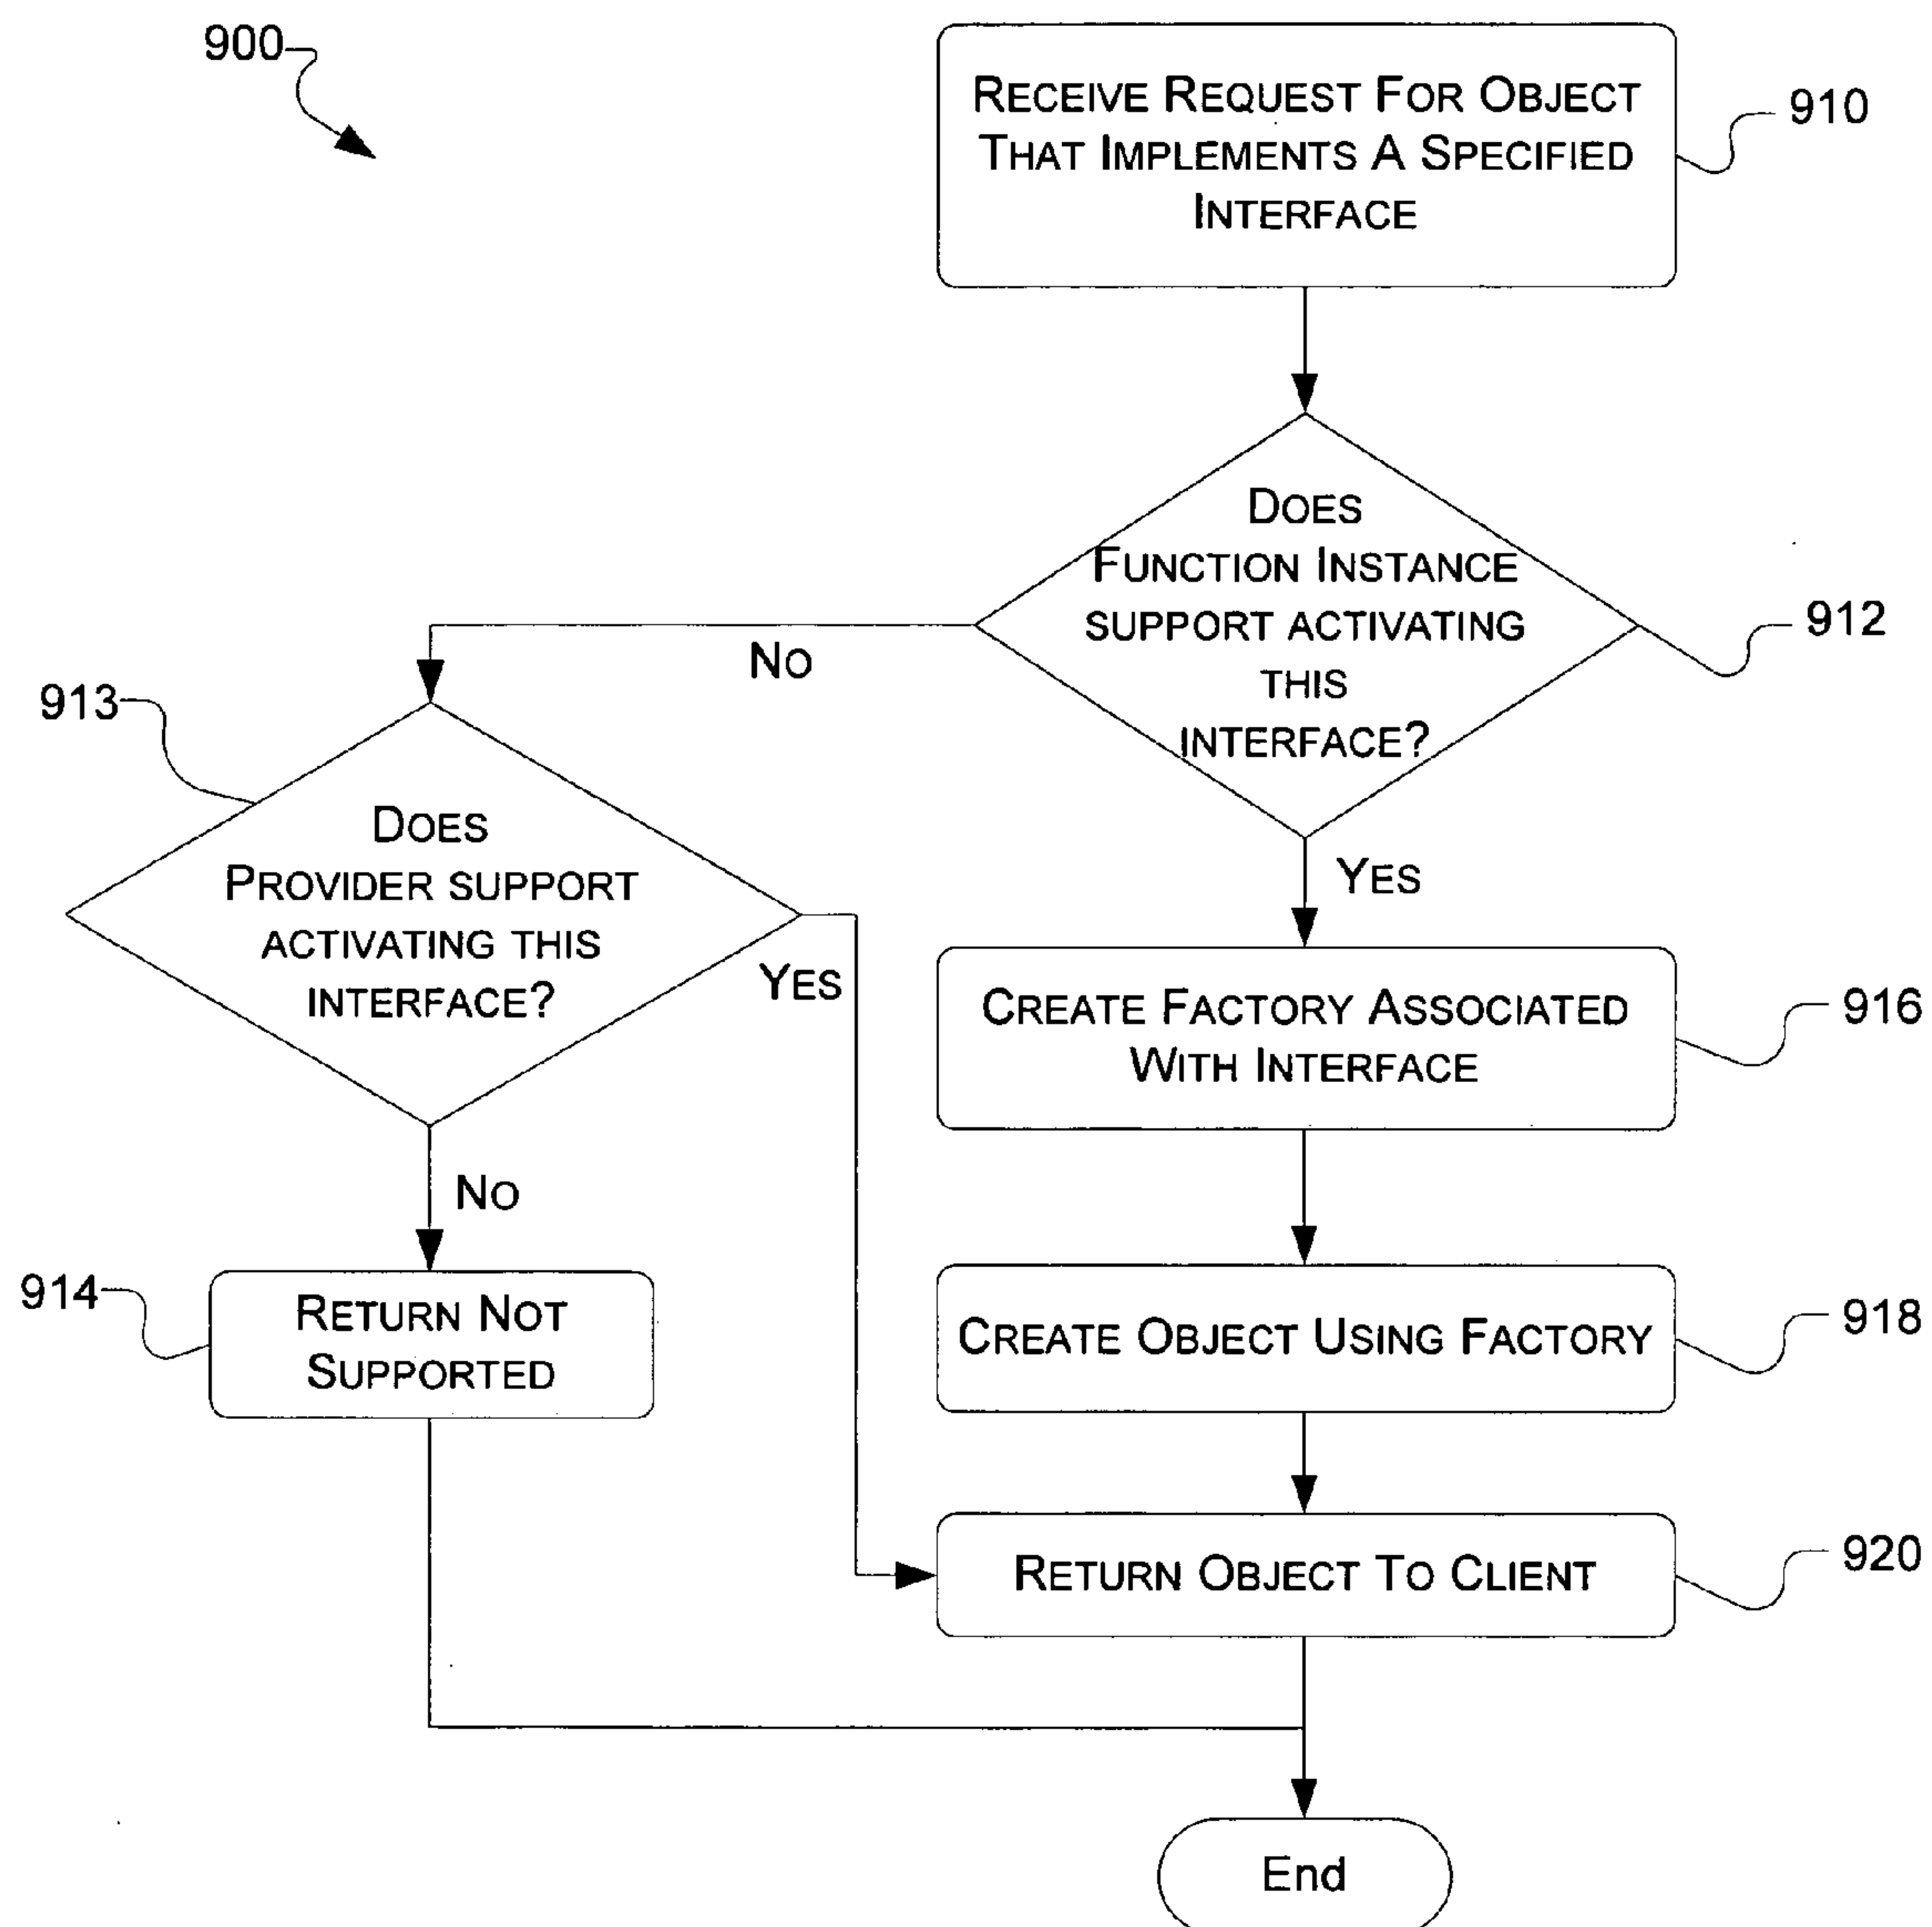 900
RECEIVE REQUEST FOR OBJECT
THAT IMPLEMENTS A SPECIFIED
INTERFACE
910
DOES
FUNCTION INSTANCE
SUPPORT ACTIVATING
THIS
INTERFACE?
912
NO
913
DOES
PROVIDER SUPPORT
ACTIVATING THIS
INTERFACE?
YES
YES
CREATE FACTORY ASSOCIATED
WITH INTERFACE
916
NO
914
RETURN NOT
SUPPORTED
CREATE OBJECT USING FACTORY
918
RETURN OBJECT TO CLIENT
920
End